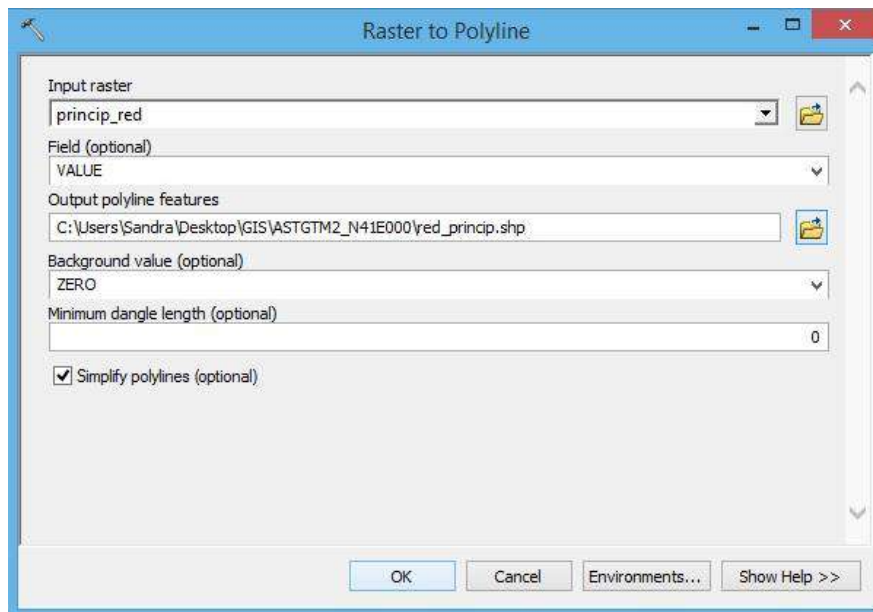 Raster to Polyline
Input raster
princip_red
Field (optional)
VALUE
Output polyline features
C:\Users\Sandra\Desktop\GIS\ASTGTM2_N41E000\red_princip.shp
Background value (optional)
ZERO
Minimum dangle length (optional)
0
Simplify polylines (optional)
OK Cancel Environments... Show Help >>